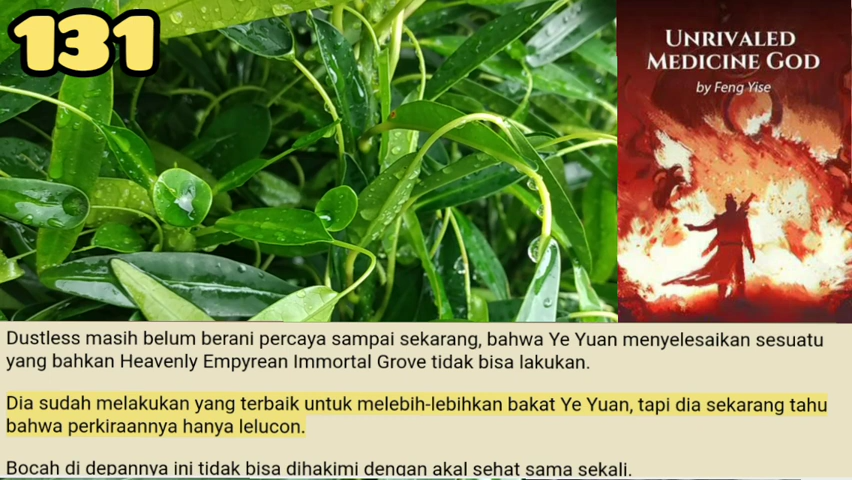 131
UNRIVALED
MEDICINE GOD
by Feng Yise
Dustless masih belum berani percaya sampai sekarang, bahwa Ye Yuan menyelesaikan sesuatu
yang bahkan Heavenly Empyrean Immortal Grove tidak bisa lakukan.
Dia sudah melakukan yang terbaik untuk melebih-lebihkan bakat Ye Yuan, tapi dia sekarang tahu
bahwa perkiraannya hanya lelucon.
Bocah di depannya ini tidak bisa dihakimi dengan akal sehat sama sekali.